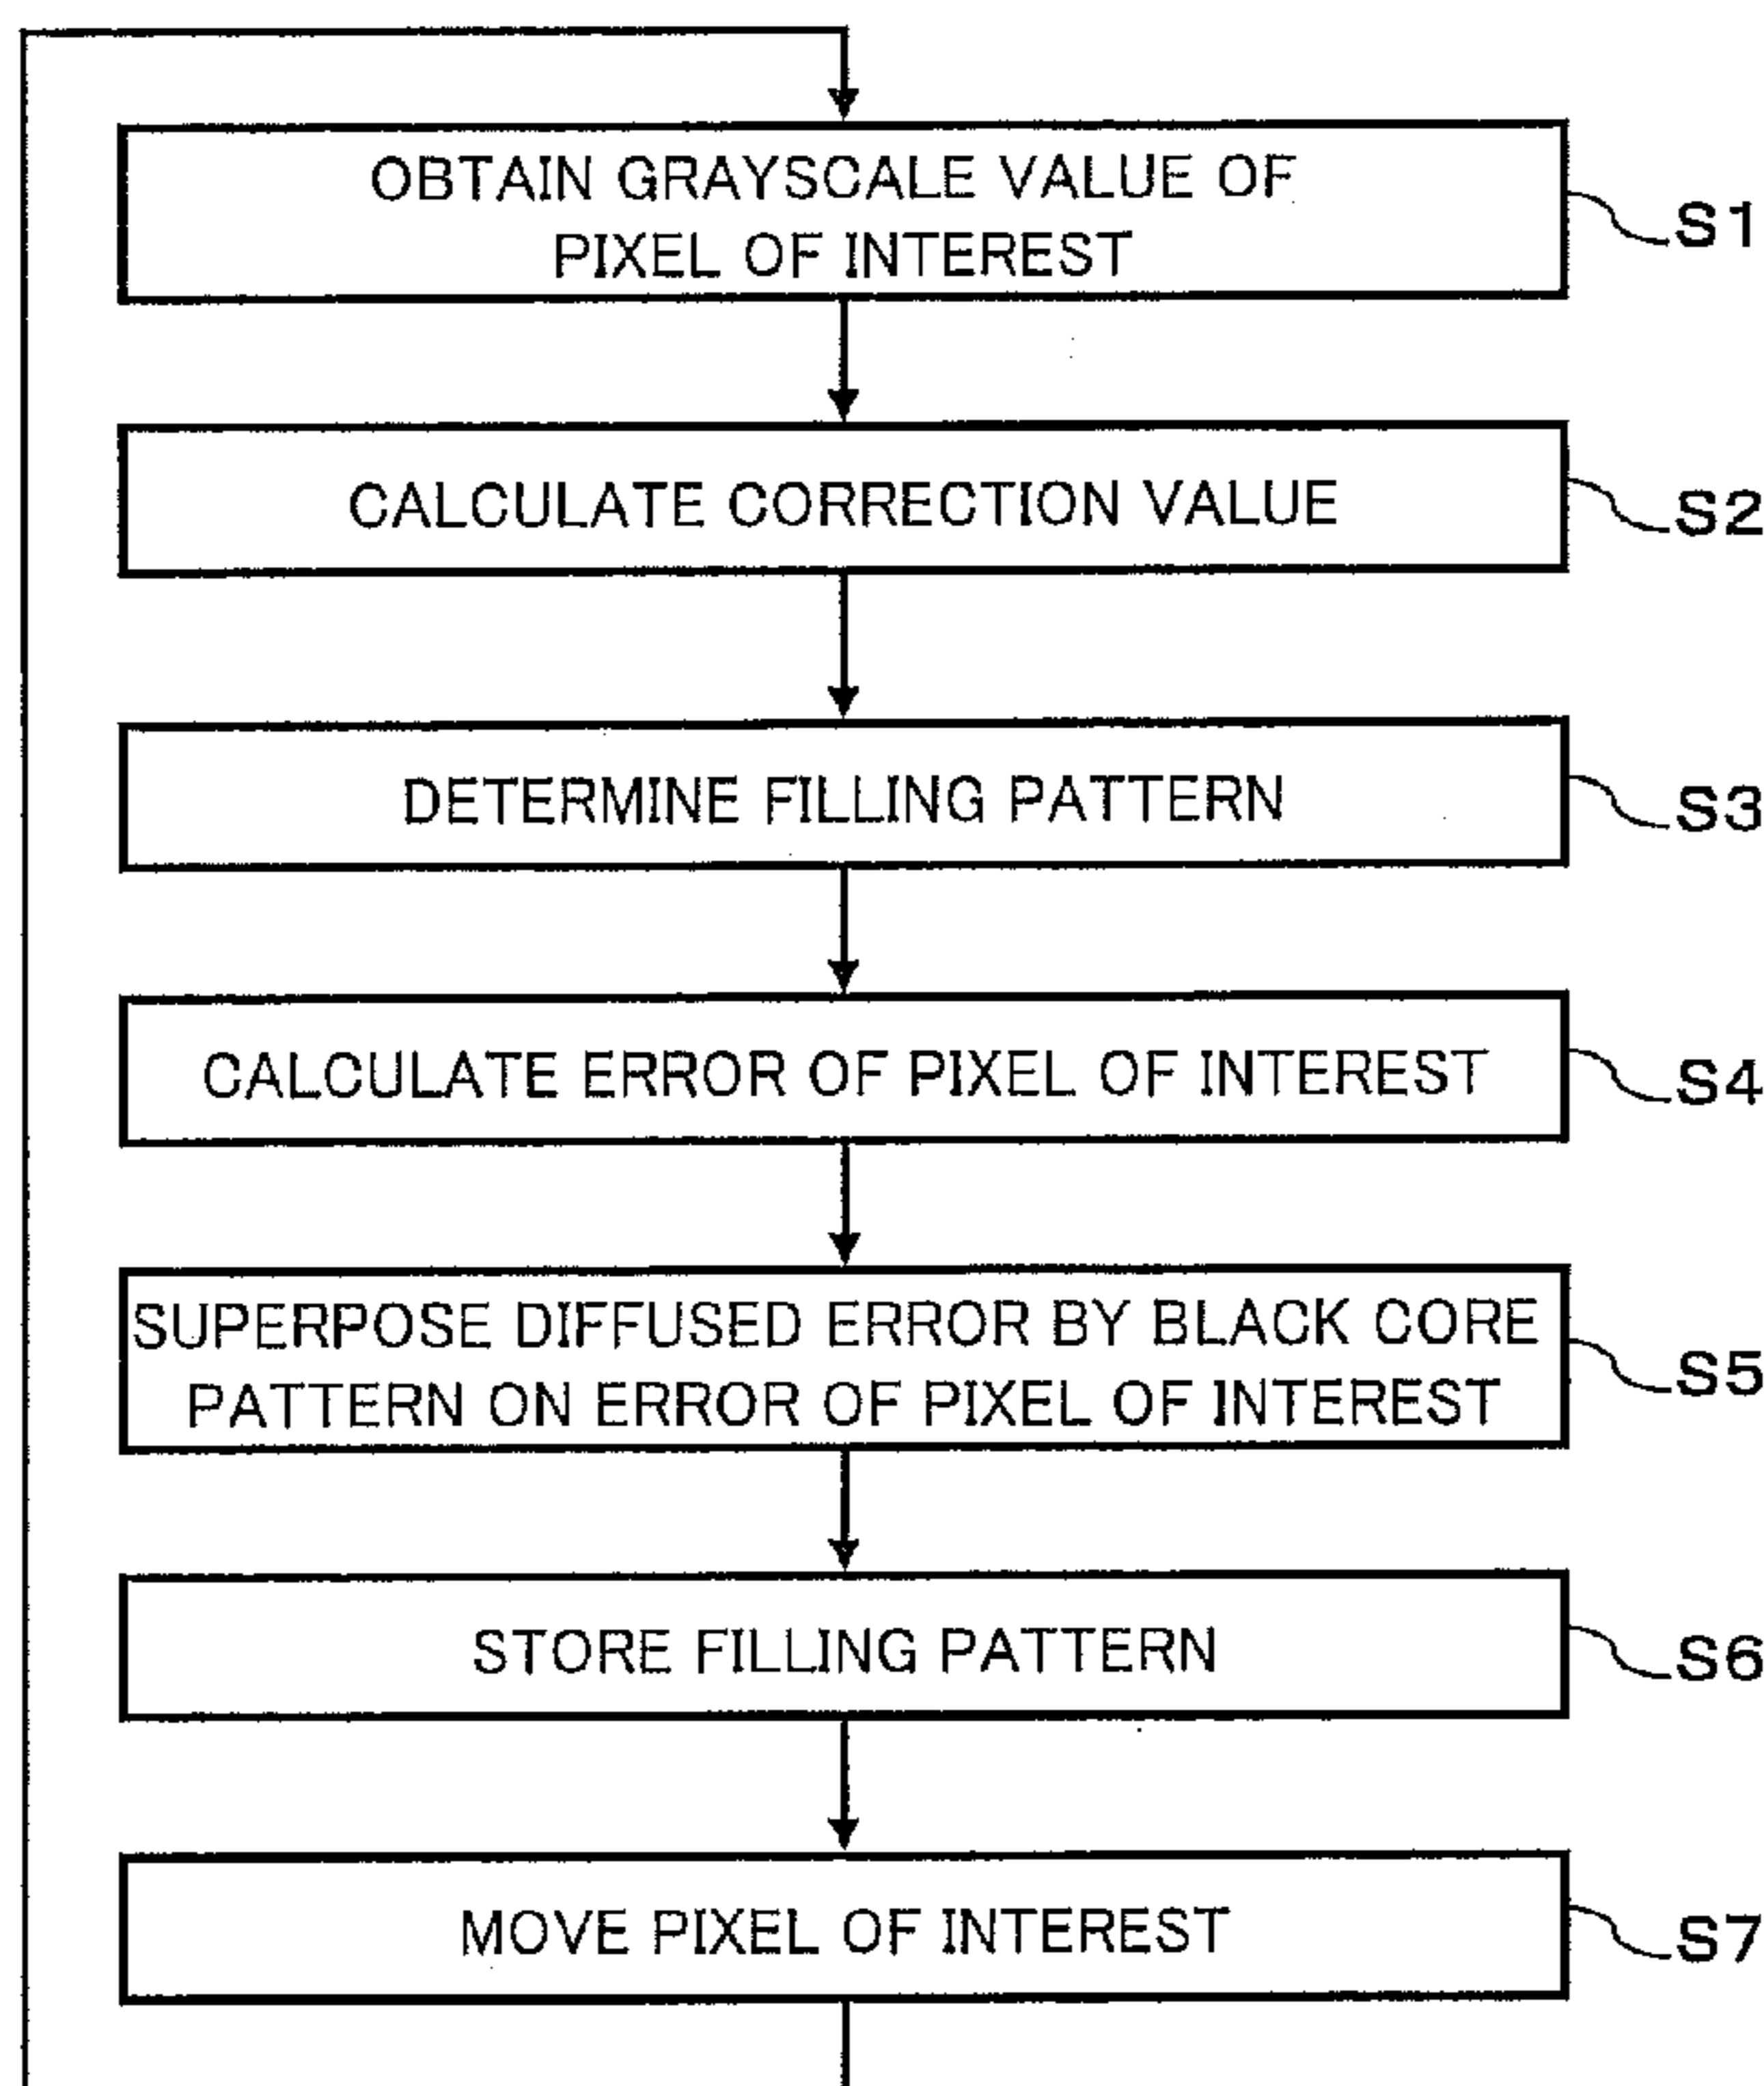 OBTAIN GRAYSCALE VALUE OF
PIXEL OF INTEREST
S1
CALCULATE CORRECTION VALUE
S2
DETERMINE FILLING PATTERN
S3
CALCULATE ERROR OF PIXEL OF INTEREST
S4
SUPERPOSE DIFFUSED ERROR BY BLACK CORE
PATTERN ON ERROR OF PIXEL OF INTEREST
S5
STORE FILLING PATTERN
S6
MOVE PIXEL OF INTEREST
S7